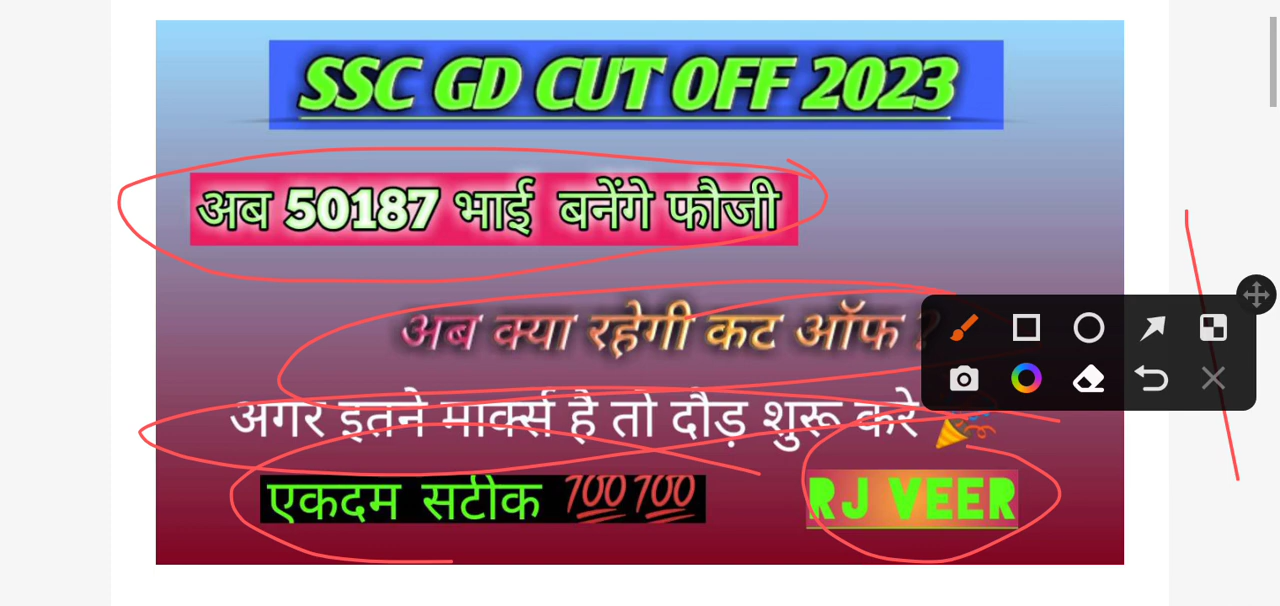 SSC GD CUT OFF 2023
अब 50187 भाई बनेंगे फौजी
अब क्या रहेगी कट ऑफ ?
अगर इतने मार्क्स है तो दौड़ शुरू करे 🎉
एकदम सटीक 💯💯
RJ VEER